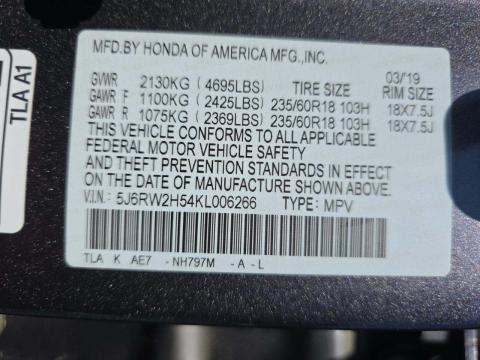 MFD.BY HONDA OF AMERICA MFG.,INC.
GVWR 2130KG (4695LBS) TIRE SIZE 03/'19 RIM SIZE
GAWR F 1100KG (2425LBS) 235/60R18 103H 18X7.5J
GAWR R 1075KG (2369LBS) 235/60R18 103H 18X7.5J
THIS VEHICLE CONFORMS TO ALL APPLICABLE
FEDERAL MOTOR VEHICLE SAFETY
AND THEFT PREVENTION STANDARDS IN EFFECT
ON THE DATE OF MANUFACTURE SHOWN ABOVE.
V.I.N.: 5J6RW2H54KL006266 TYPE: MPV
TLA K .AE7 - NH797M - A - L
TLA A1